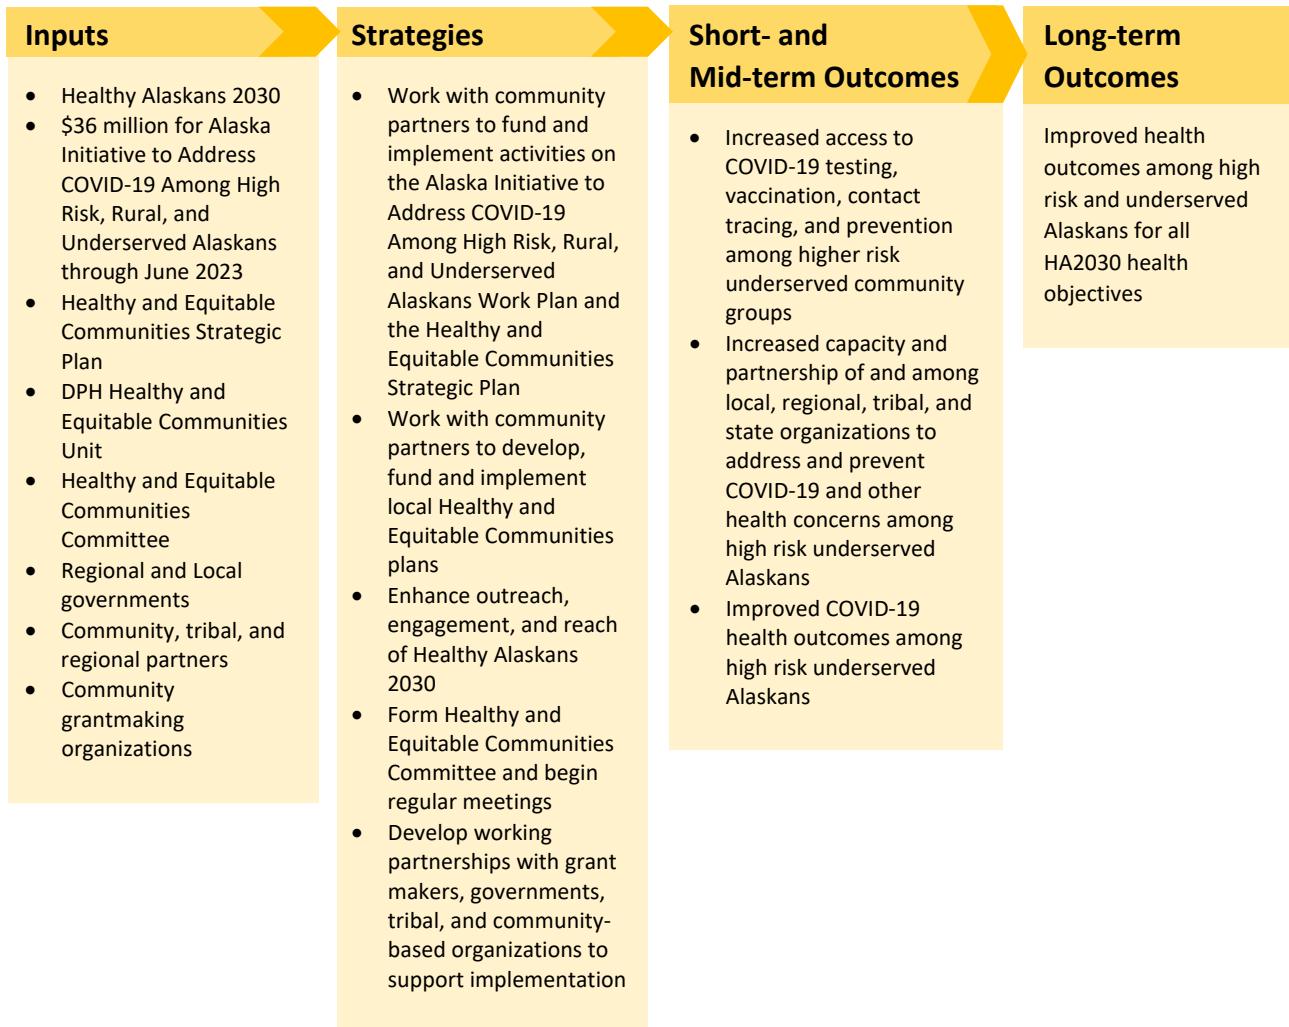 Inputs
• Healthy Alaskans 2030
• $36 million for Alaska
Initiative to Address
COVID-19 Among High
Risk, Rural, and
Underserved Alaskans
through June 2023
• Healthy and Equitable
Communities Strategic
Plan
• DPH Healthy and
Equitable Communities
Unit
• Healthy and Equitable
Communities
Committee
• Regional and Local
governments
• Community, tribal, and
regional partners
• Community
grantmaking
organizations
Strategies
• Work with community
partners to fund and
implement activities on
the Alaska Initiative to
Address COVID-19
Among High Risk, Rural,
and Underserved
Alaskans Work Plan and
the Healthy and
Equitable Communities
Strategic Plan
• Work with community
partners to develop,
fund and implement
local Healthy and
Equitable Communities
plans
• Enhance outreach,
engagement, and reach
of Healthy Alaskans
2030
• Form Healthy and
Equitable Communities
Committee and begin
regular meetings
• Develop working
partnerships with grant
makers, governments,
tribal, and community-
based organizations to
support implementation
Short- and
Mid-term Outcomes
• Increased access to
COVID-19 testing,
vaccination, contact
tracing, and prevention
among higher risk
underserved community
groups
• Increased capacity and
partnership of and among
local, regional, tribal, and
state organizations to
address and prevent
COVID-19 and other
health concerns among
high risk underserved
Alaskans
• Improved COVID-19
health outcomes among
high risk underserved
Alaskans
Long-term
Outcomes
Improved health
outcomes among high
risk and underserved
Alaskans for all
HA2030 health
objectives